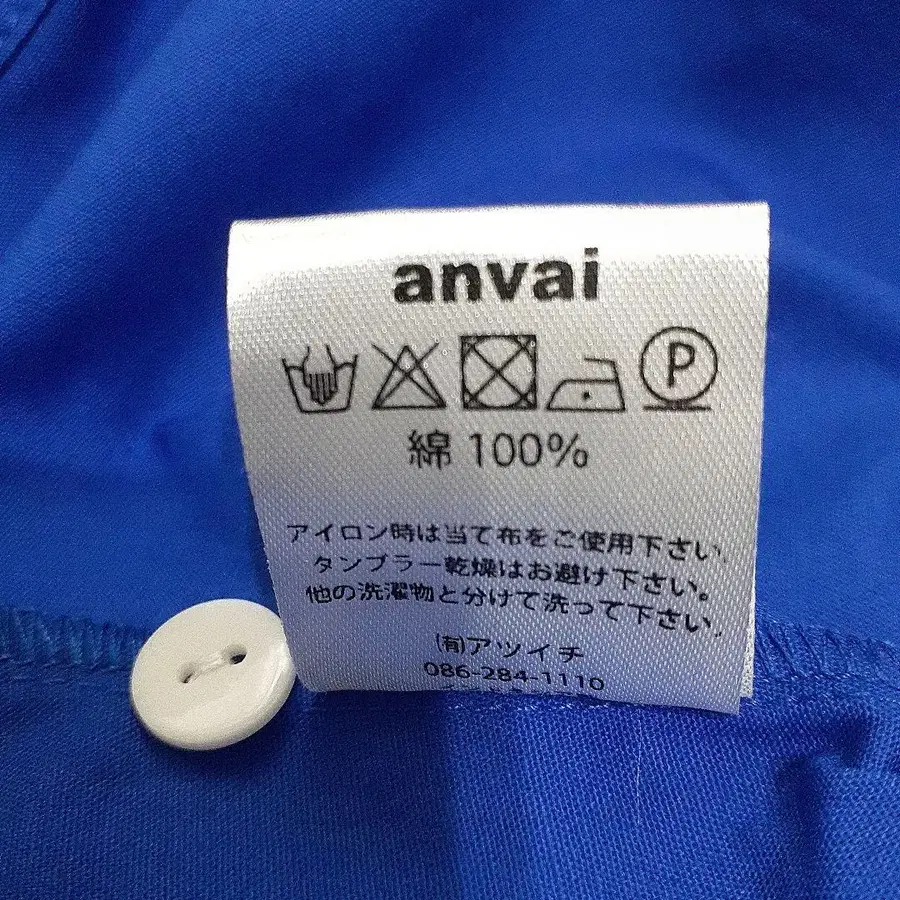 anvai
P
綿 100%
アイロン時は当て布をご使用下さい.
タンブラー乾燥はお避け下さい。
他の洗濯物と分けて洗って下さい.
㈲アツイチ
086-284-1110